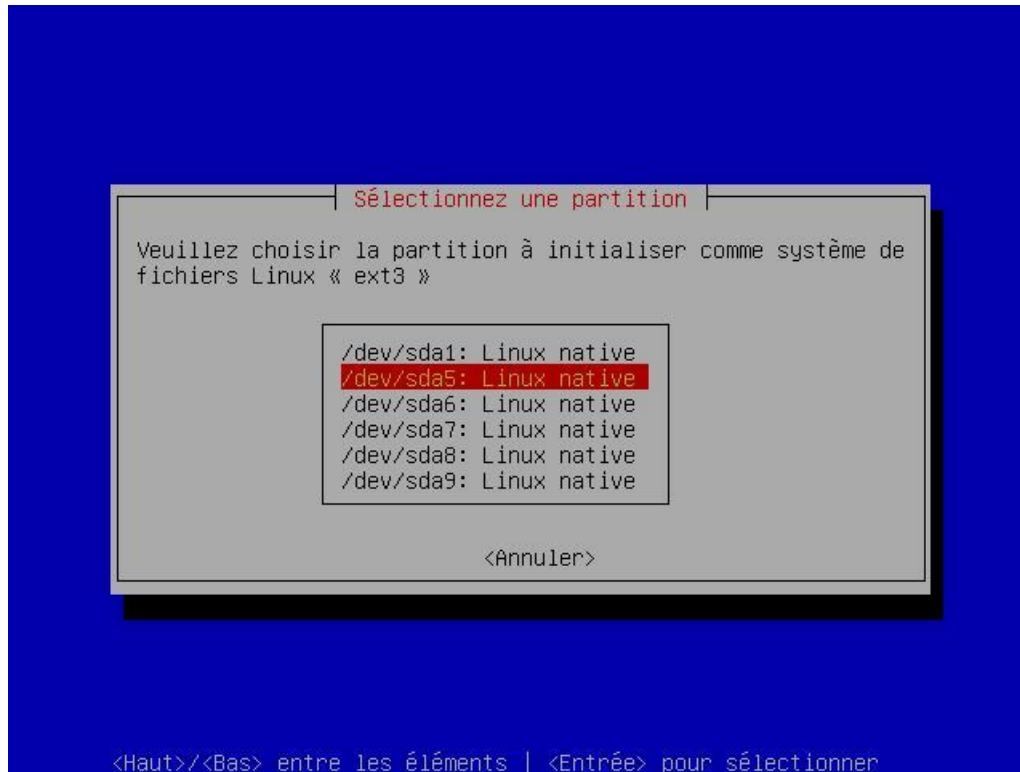 Sélectionnez une partition
Veuillez choisir la partition à initialiser comme système de
fichiers Linux « ext3 »
/dev/sda1: Linux native
/dev/sda5: Linux native
/dev/sda6: Linux native
/dev/sda7: Linux native
/dev/sda8: Linux native
/dev/sda9: Linux native
<Annuler>
<Haut>/<Bas> entre les éléments | <Entrée> pour sélectionner